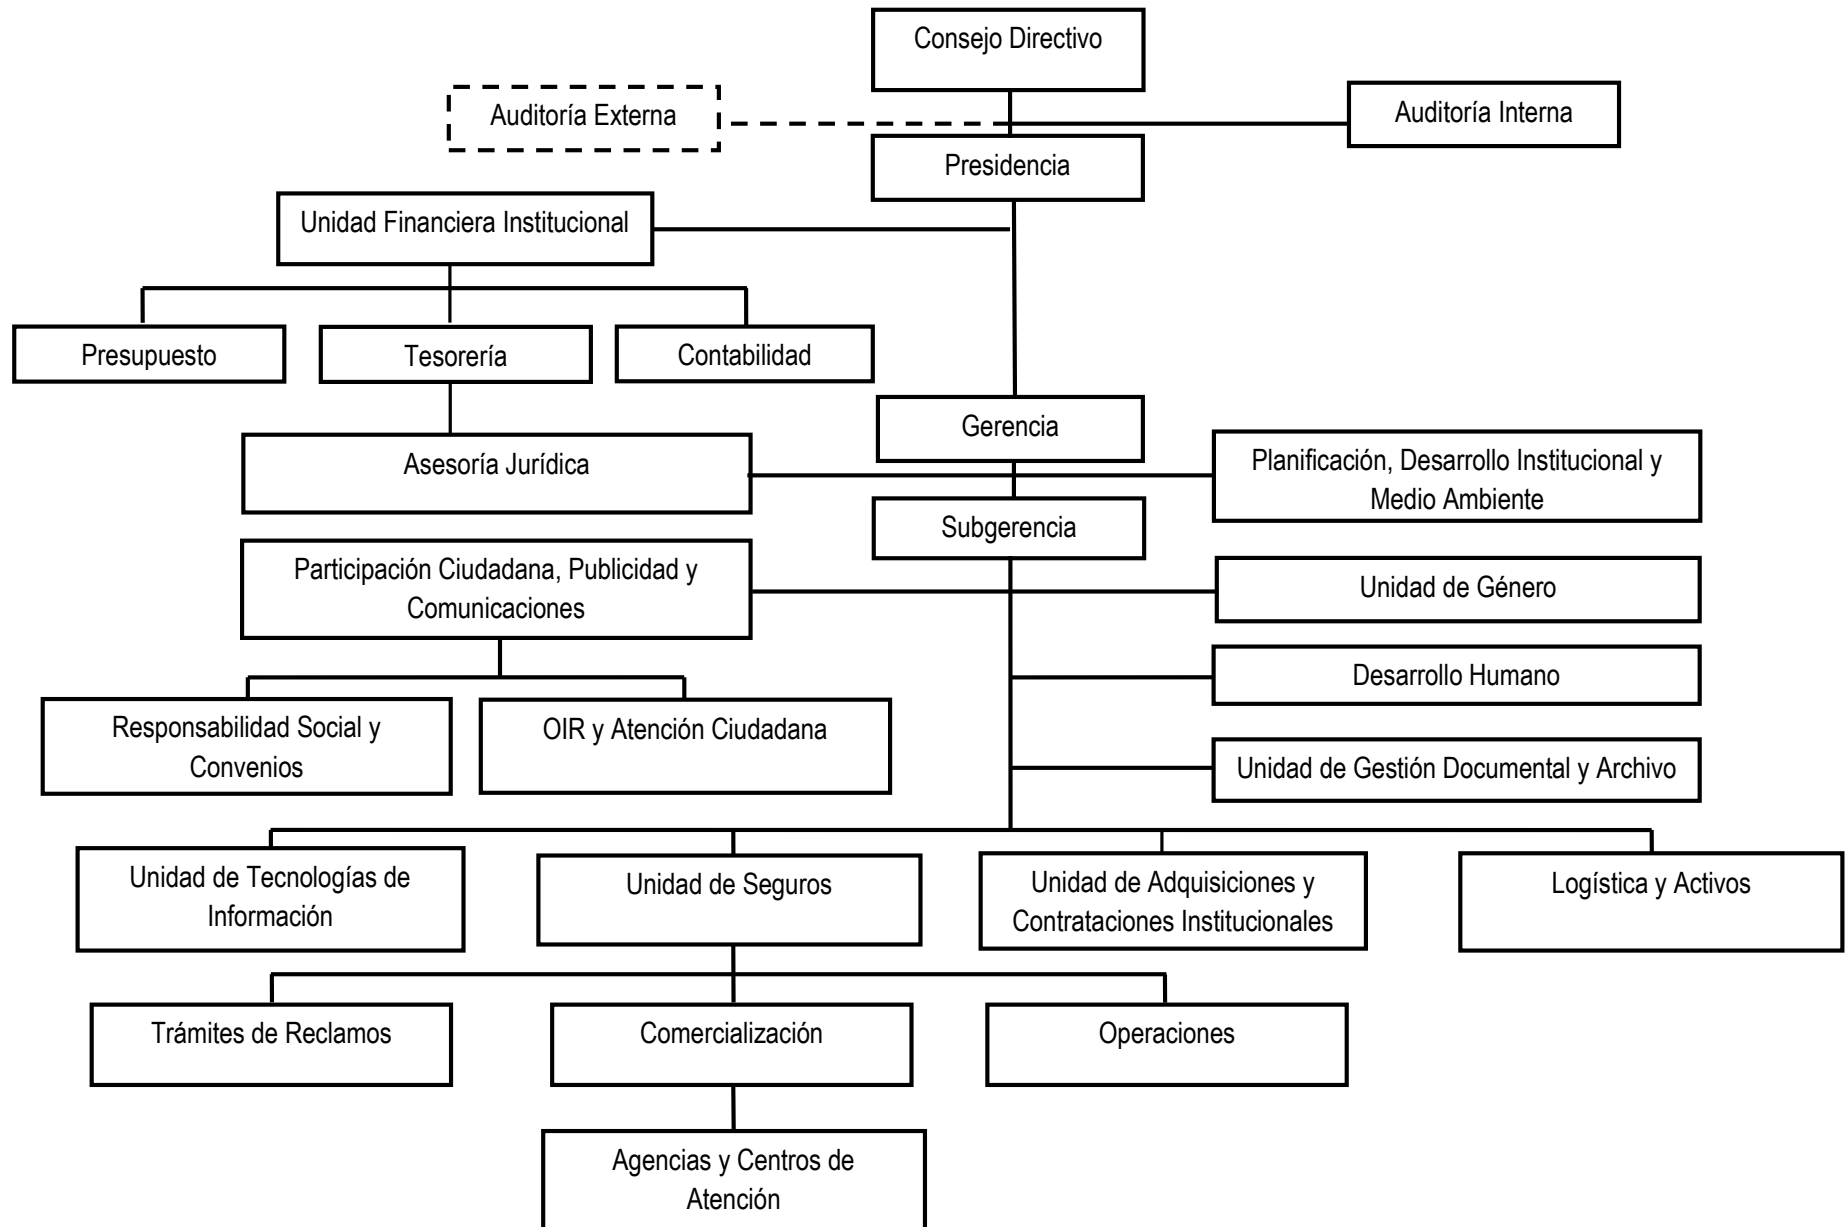 Consejo Directivo
Auditoría Externa
Auditoría Interna
Presidencia
Unidad Financiera Institucional
Presupuesto
Tesorería
Contabilidad
Gerencia
Asesoría Jurídica
Planificación, Desarrollo Institucional y
Medio Ambiente
Subgerencia
Participación Ciudadana, Publicidad y
Comunicaciones
Unidad de Género
Desarrollo Humano
Responsabilidad Social y
Convenios
OIR y Atención Ciudadana
Unidad de Gestión Documental y Archivo
Unidad de Tecnologías de
Información
Unidad de Seguros
Unidad de Adquisiciones y
Contrataciones Institucionales
Logística y Activos
Trámites de Reclamos
Comercialización
Operaciones
Agencias y Centros de
Atención